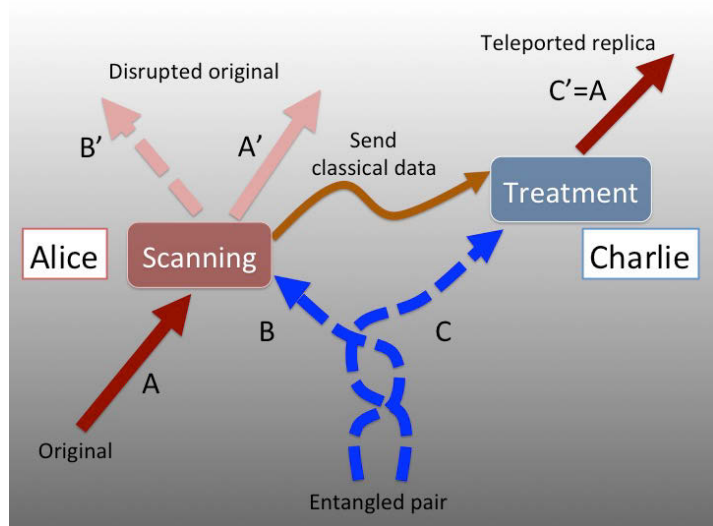 Teleported replica
Disrupted original
C’=A
B’
A’
Send
classical data
Treatment
Alice
Scanning
Charlie
B
C
A
Original
Entangled pair